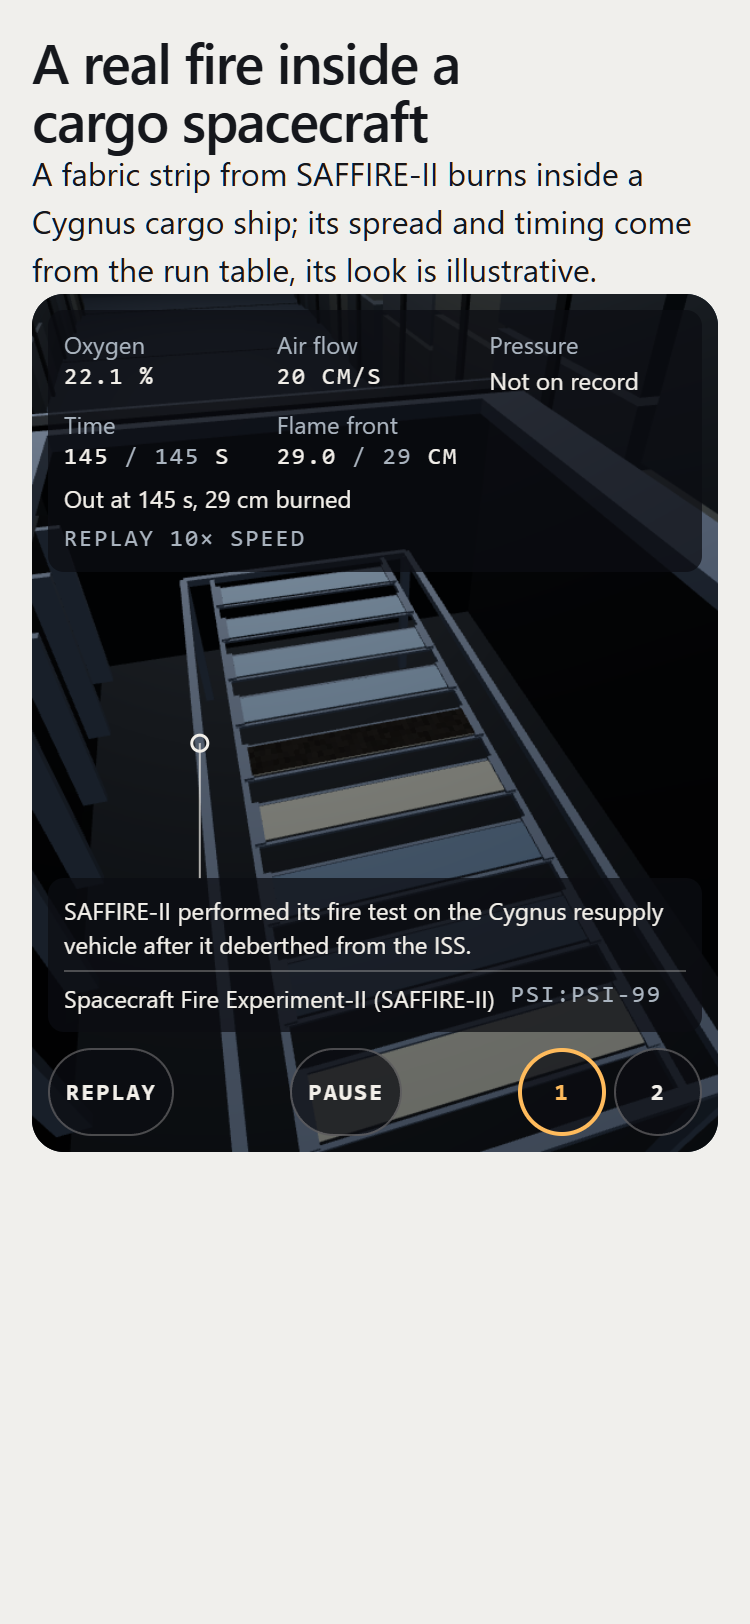 A real fire inside a
cargo spacecraft
A fabric strip from SAFFIRE-II burns inside a
Cygnus cargo ship; its spread and timing come
from the run table, its look is illustrative.
Oxygen
22.1 %
Air flow
20 CM/S
Pressure
Not on record
Time
145 / 145 S
Flame front
29.0 / 29 CM
Out at 145 s, 29 cm burned
REPLAY 10× SPEED
SAFFIRE-II performed its fire test on the Cygnus resupply
vehicle after it deberthed from the ISS.
Spacecraft Fire Experiment-II (SAFFIRE-II) PSI:PSI-99
REPLAY
PAUSE
1
2